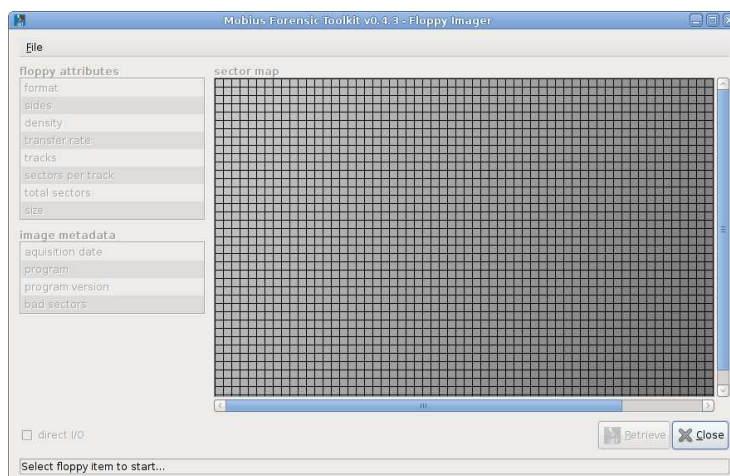 Mobius Forensic Toolkit v0.4.3 - Floppy Imager
File
floppy attributes
format
sides
density
transfer rate
tracks
sectors per track
total sectors
size
image metadata
aquisition date
program
program version
bad sectors
sector map
direct I/O
Retrieve
Close
Select floppy item to start...